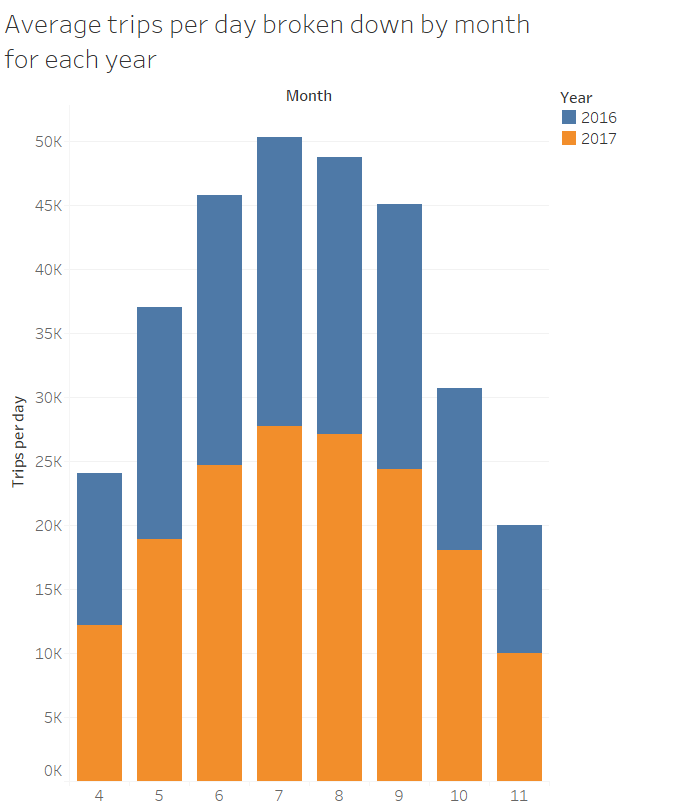 Average trips per day broken down by month
for each year
Month
Year
2016
2017
50K
45K
40K
35K
30K
25K
20K
15K
10K
5K
0K
Trips per day
4 5 6 7 8 9 10 11